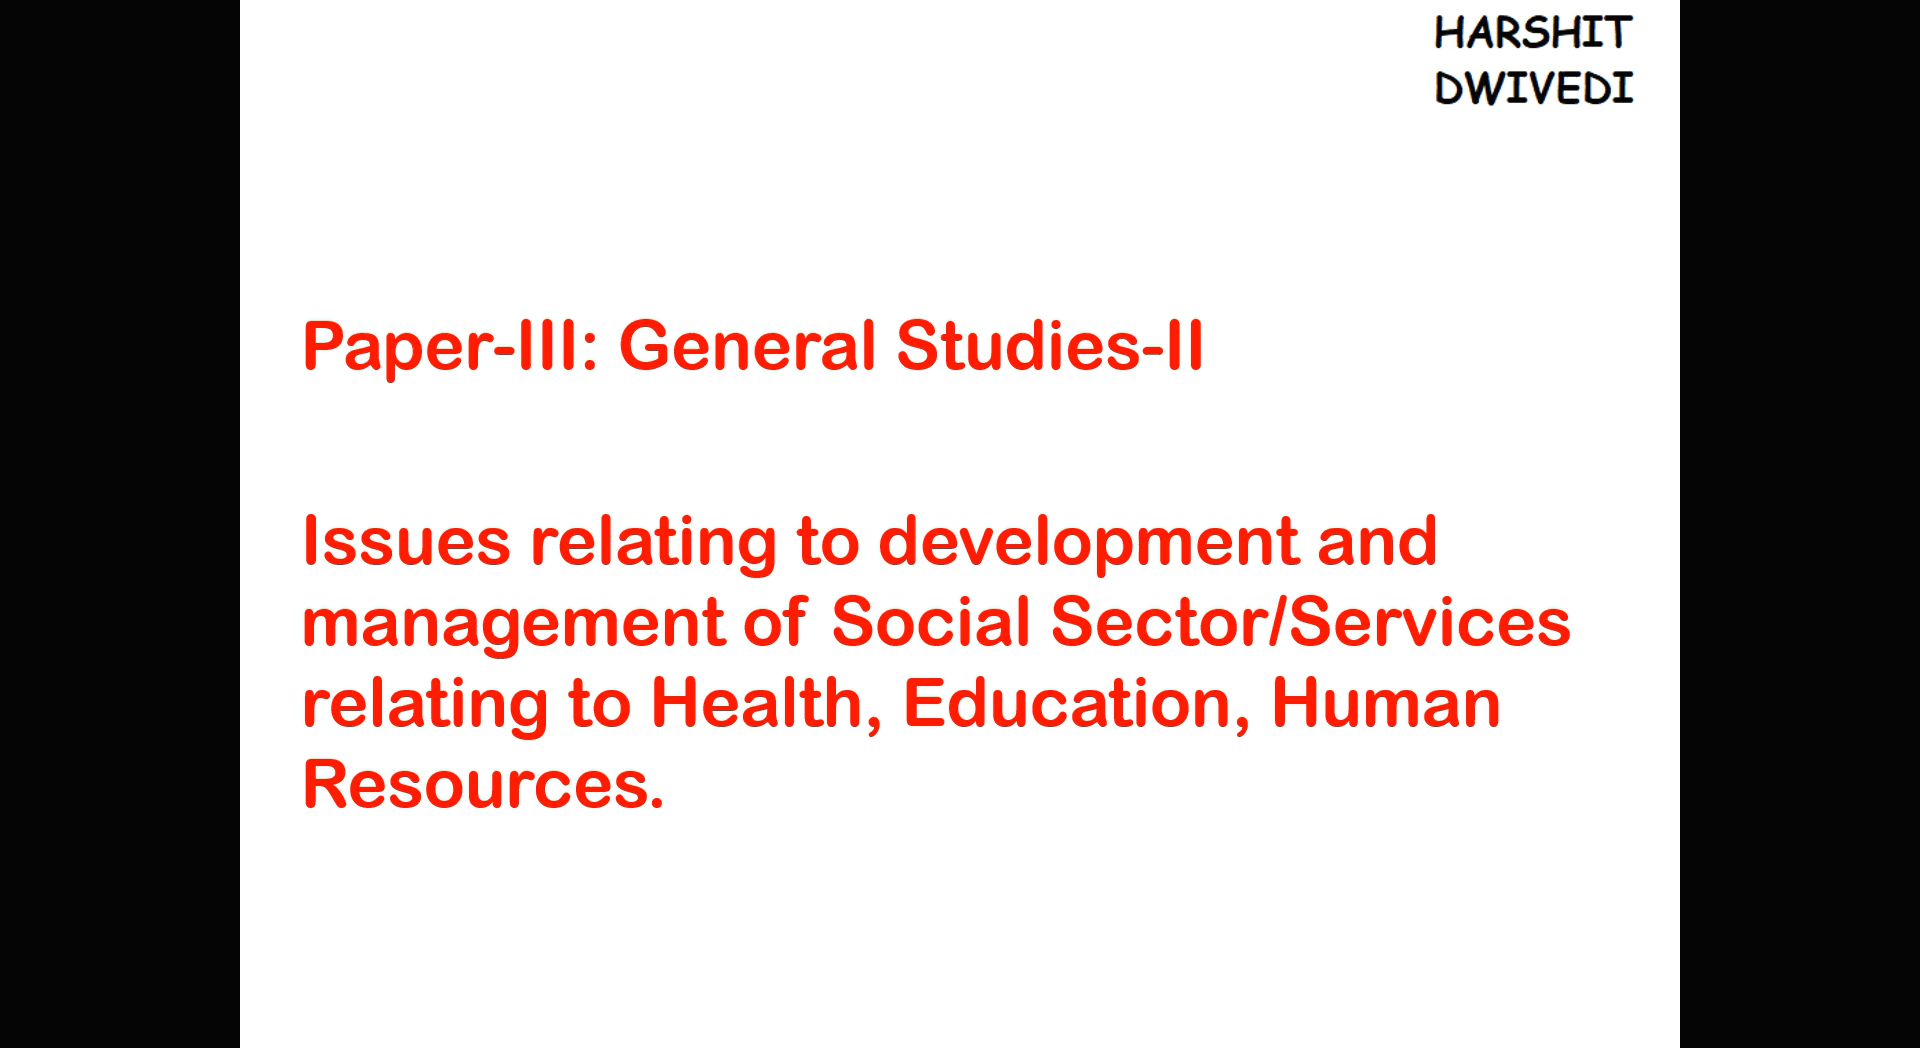 HARSHIT
DWIVEDI
Paper-III: General Studies-II
Issues relating to development and
management of Social Sector/Services
relating to Health, Education, Human
Resources.